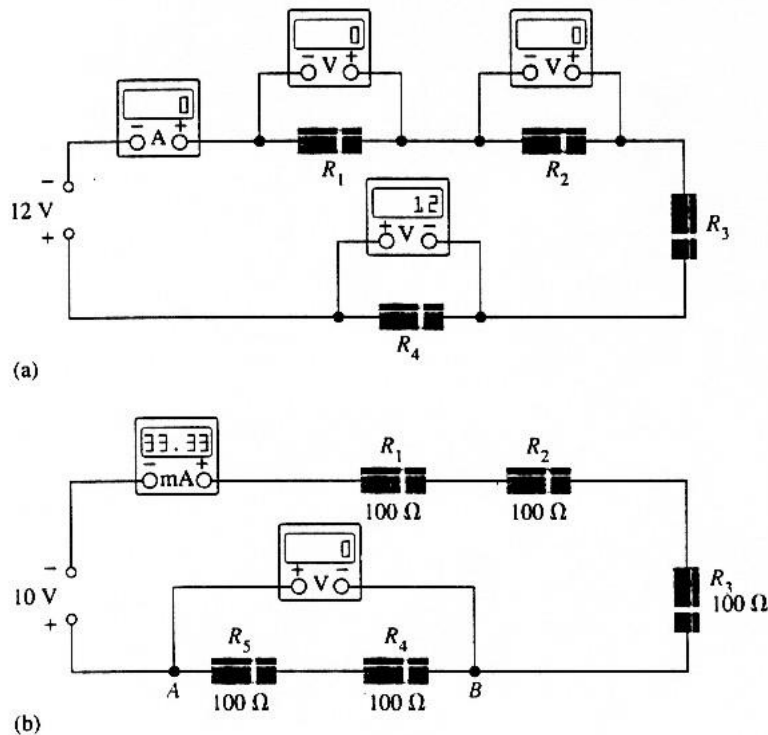 0
0
- V +
- V +
0
- A +
R1
R2
-
12 V
+
12
+ V -
R3
R4
(a)
33.33
- mA +
R1
R2
100 Ω
100 Ω
0
+ V -
-
10 V
+
R3
100 Ω
R5
R4
A
B
100 Ω
100 Ω
(b)